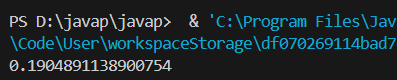 PS D:\javap\javap>  & 'C:\Program Files\Jav
\Code\User\workspaceStorage\df070269114bad7
0.1904891138900754